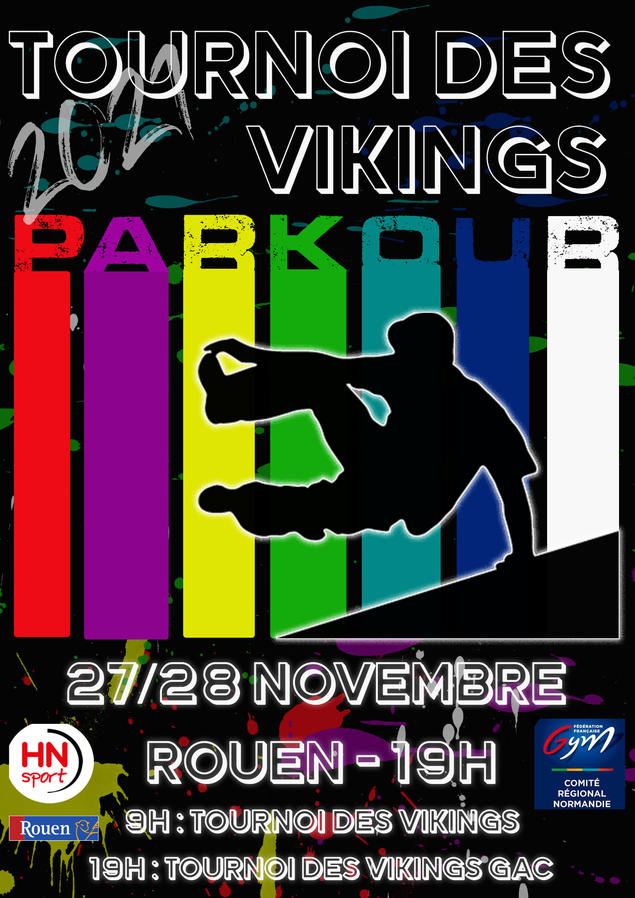 TOURNOI DES
2021
VIKINGS
PARKOUR
27/28 NOVEMBRE
ROUEN - 19H
HN
sport
FÉDÉRATION
FRANÇAISE
Gym
COMITÉ
RÉGIONAL
NORMANDIE
Rouen
9H : TOURNOI DES VIKINGS
19H : TOURNOI DES VIKINGS GAC